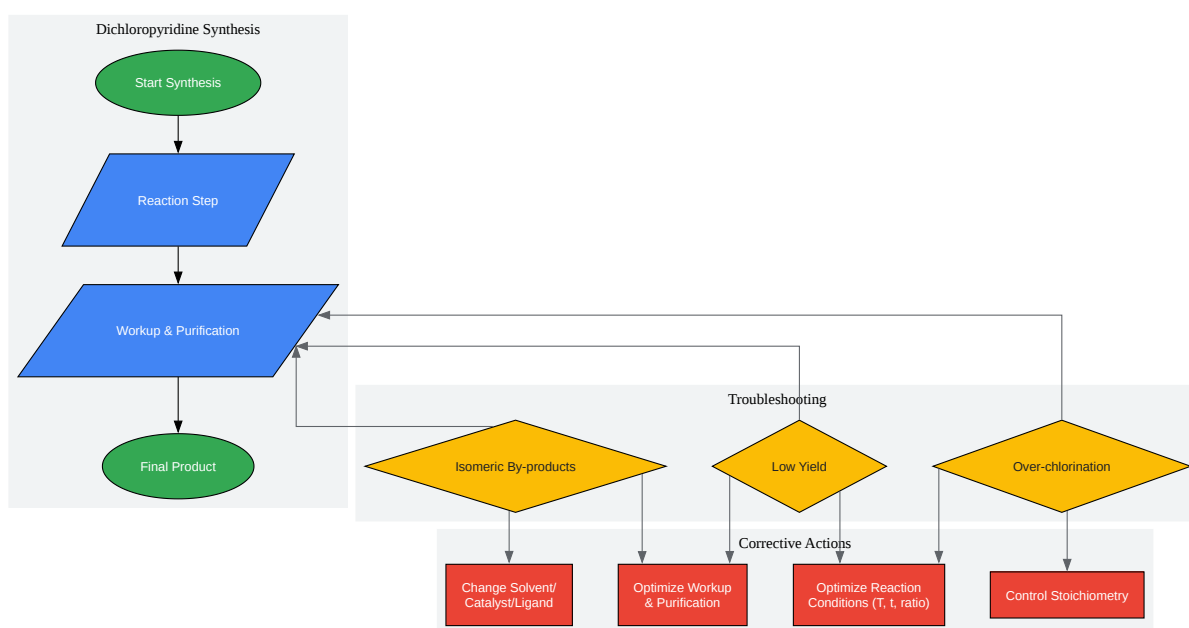 Dichloropyridine Synthesis
Start Synthesis
Reaction Step
Workup & Purification
Final Product
Troubleshooting
Isomeric By-products
Low Yield
Over-chlorination
Corrective Actions
Change Solvent/
Catalyst/Ligand
Optimize Workup
& Purification
Optimize Reaction
Conditions (T, t, ratio)
Control Stoichiometry